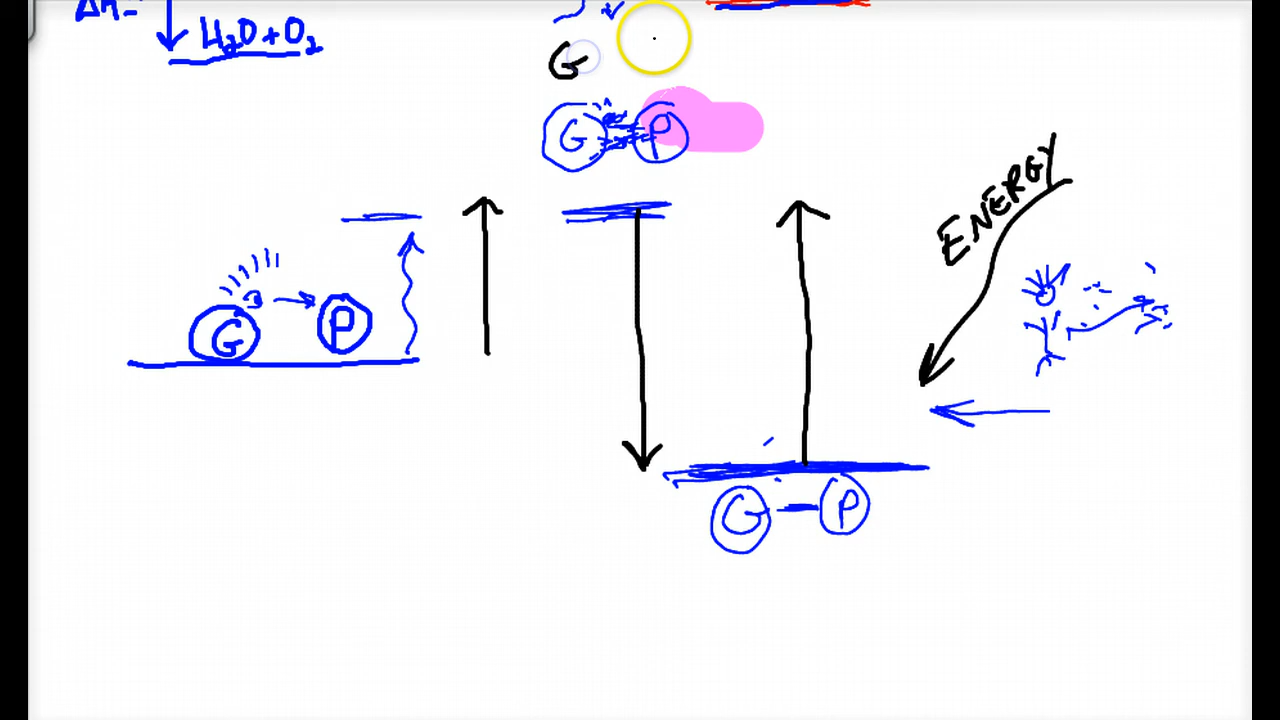 ΔH-
H₂O+O₂
G
G P
ENERGY
G → P
G - P